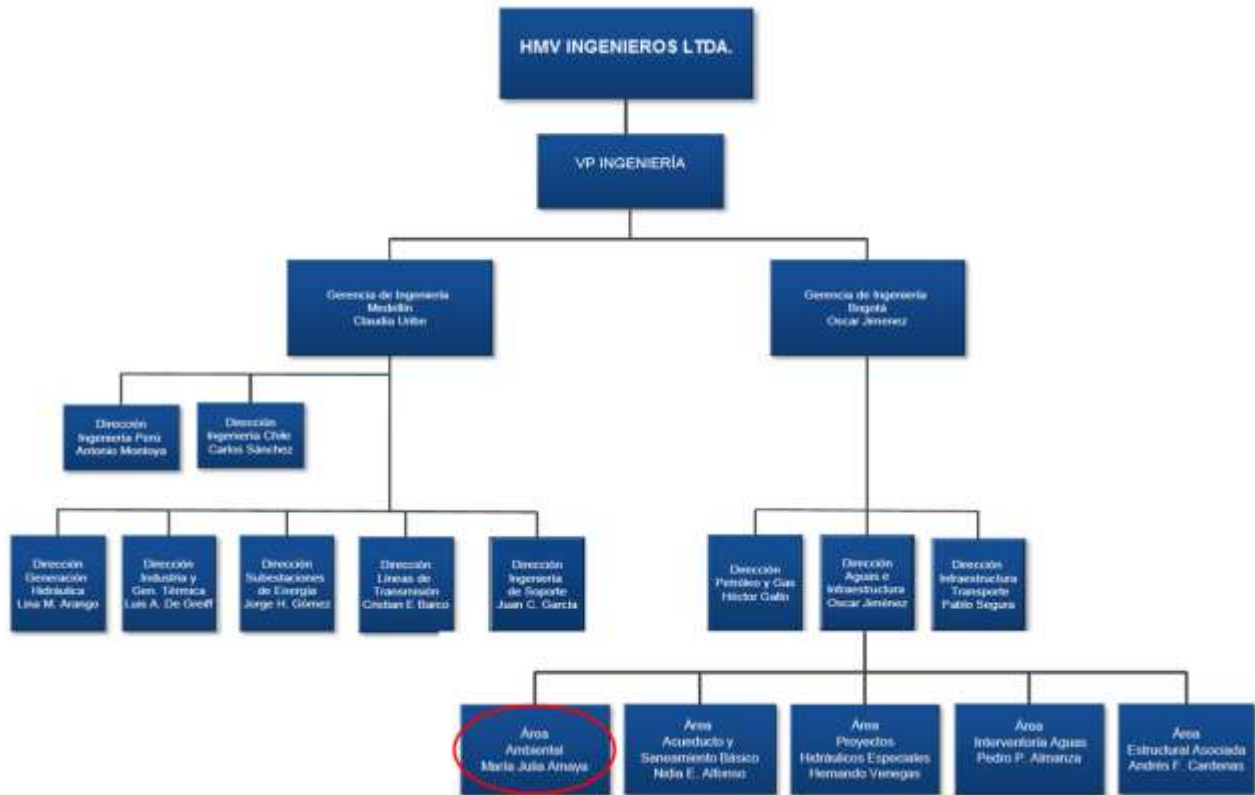 HMV INGENIEROS LTDA.
VP INGENIERÍA
Gerencia de Ingeniería
Medellín
Claudia Uribe
Gerencia de Ingeniería
Bogotá
Oscar Jimenez
Dirección
Ingeniería Perú
Antonio Montoya
Dirección
Ingeniería Chile
Carlos Sánchez
Dirección
Generación
Hidráulica
Lina M. Arango
Dirección
Industria y
Gen. Térmica
Luis A. De Greiff
Dirección
Subestaciones
de Energía
Jorge H. Gómez
Dirección
Líneas de
Transmisión
Cristian F Barco
Dirección
Ingeniería
de Soporte
Juan C. García
Dirección
Petróleo y Gas
Héctor
Dirección
Aguas e
Infraestructura
Oscar Jiménez
Dirección
Infraestructura
Transporte
Pablo Segura
Área
Ambiental
María Julia Amaya
Área
Acueducto y
Saneamiento Básico
Nidia E. Alfonso
Área
Proyectos
Hidráulicos Especiales
Hernando Venegas
Área
Interventoría Aguas
Pedro P. Almanza
Área
Estructural Asociada
Andrés F. Cardenas